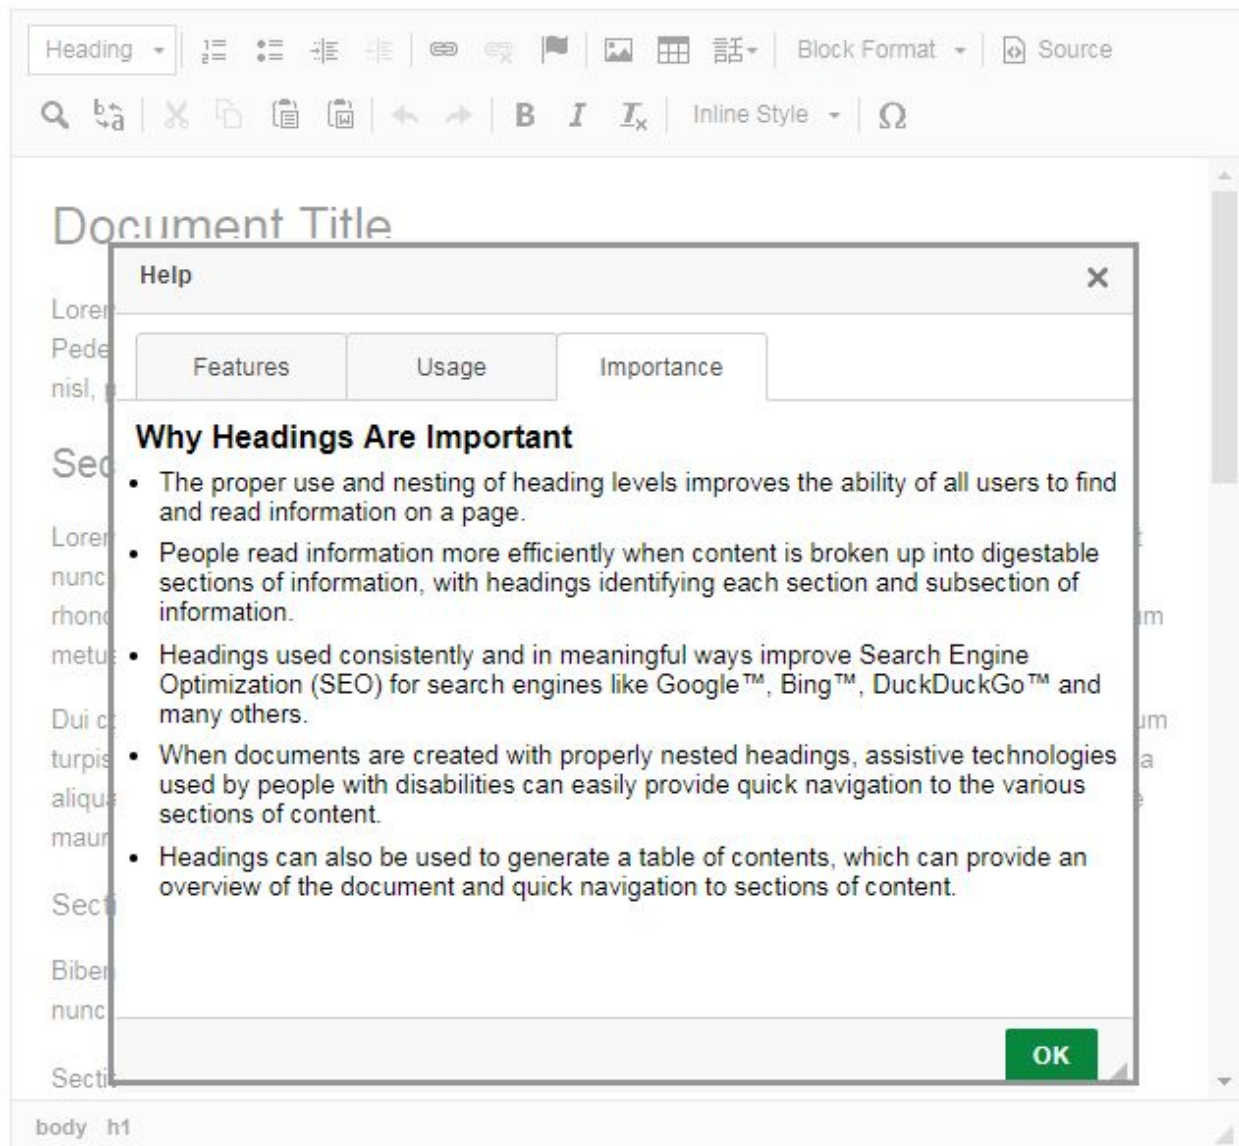 Heading
Block Format
Source
Inline Style
Document Title
Help
Features Usage Importance
Why Headings Are Important
• The proper use and nesting of heading levels improves the ability of all users to find
and read information on a page.
• People read information more efficiently when content is broken up into digestable
sections of information, with headings identifying each section and subsection of
information.
• Headings used consistently and in meaningful ways improve Search Engine
Optimization (SEO) for search engines like Google™, Bing™, DuckDuckGo™ and
many others.
• When documents are created with properly nested headings, assistive technologies
used by people with disabilities can easily provide quick navigation to the various
sections of content.
• Headings can also be used to generate a table of contents, which can provide an
overview of the document and quick navigation to sections of content.
nisl,
nunc
Dui
nunc
OK
body h1